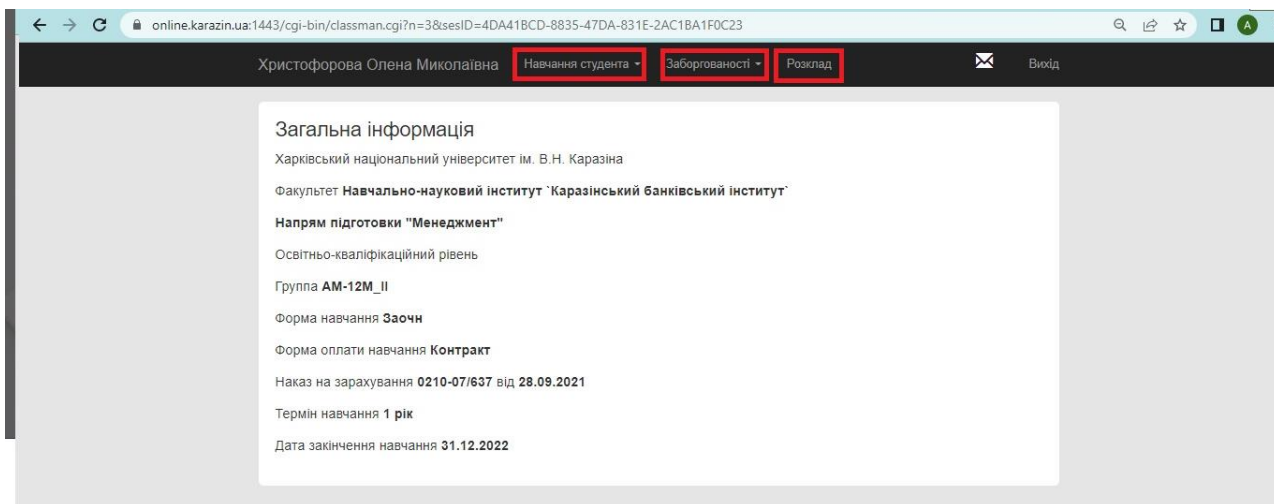 online.karazin.ua:1443/cgi-bin/classman.cgi?n=3&sesID=4DA41BCD-8835-47DA-831E-2AC1BA1F0C23
A
Христофорова Олена Миколаївна Навчання студента Заборгованості Розклад Вихід
Загальна інформація
Харківський національний університет ім. В.Н. Каразіна
Факультет Навчально-науковий інститут `Каразінський банківський інститут`
Напрям підготовки "Менеджмент"
Освітньо-кваліфікаційний рівень
Группа АМ-12М_ІІ
Форма навчання Заочн
Форма оплати навчання Контракт
Наказ на зарахування 0210-07/637 від 28.09.2021
Термін навчання 1 рік
Дата закінчення навчання 31.12.2022